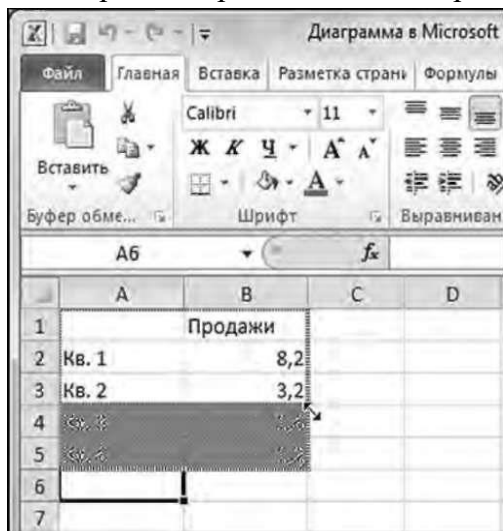 Диаграмма в Microsoft
Файл Главная Вставка Разметка страни Формулы
Calibri 11
Ж К Ч A A
Вставить
A
Буфер обме... Шрифт Выравниван
A6 fx
A B C D
1 Продажи
2 Кв. 1 8,2
3 Кв. 2 3,2
4
5
6
7